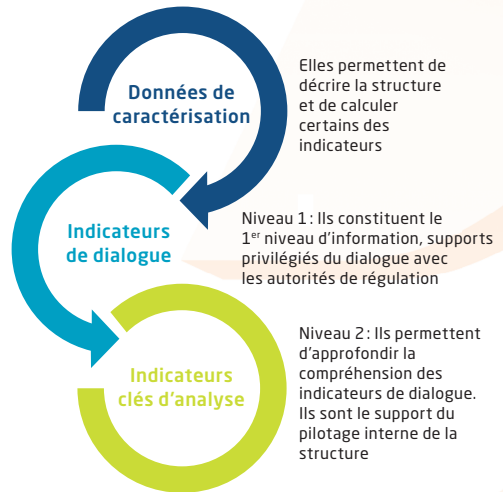 Données de
caractérisation
Elles permettent de
décrire la structure
et de calculer
certains des
indicateurs
Indicateurs
de dialogue
Niveau 1 : Ils constituent le
1er niveau d'information, supports
privilégiés du dialogue avec
les autorités de régulation
Indicateurs
clés d'analyse
Niveau 2 : Ils permettent
d'approfondir la
compréhension des
indicateurs de dialogue.
Ils sont le support du
pilotage interne de la
structure